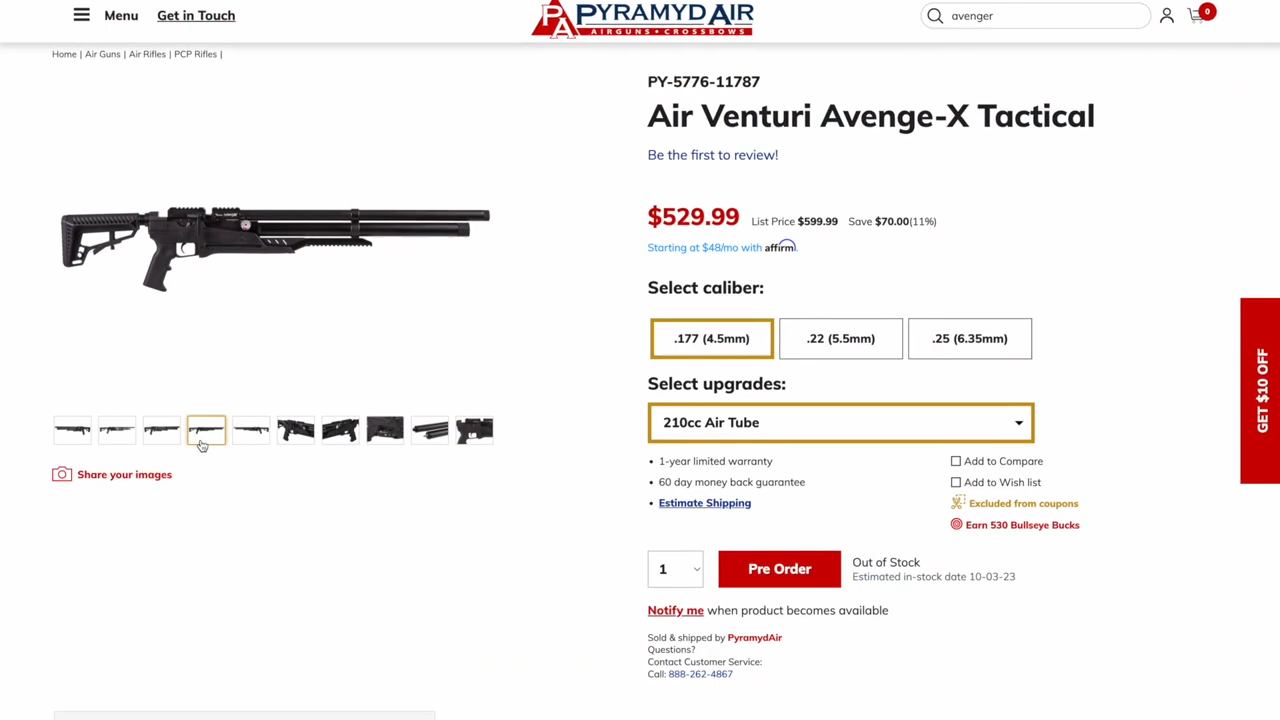 Menu
Get in Touch
PYRAMYDAIR
PA
AIRGUNS • CROSSBOWS
avenger
0
Home | Air Guns | Air Rifles | PCP Rifles |
PY-5776-11787
Air Venturi Avenge-X Tactical
Be the first to review!
$529.99 List Price $599.99 Save $70.00(11%)
Starting at $48/mo with affirm.
Select caliber:
.177 (4.5mm) .22 (5.5mm) .25 (6.35mm)
Select upgrades:
210cc Air Tube
• 1-year limited warranty
• 60 day money back guarantee
• Estimate Shipping
Add to Compare
Add to Wish list
Excluded from coupons
Earn 530 Bullseye Bucks
1
Pre Order
Out of Stock
Estimated in-stock date 10-03-23
Notify me when product becomes available
Sold & shipped by PyramydAir
Questions?
Contact Customer Service:
Call: 888-262-4867
Share your images
GET $10 OFF